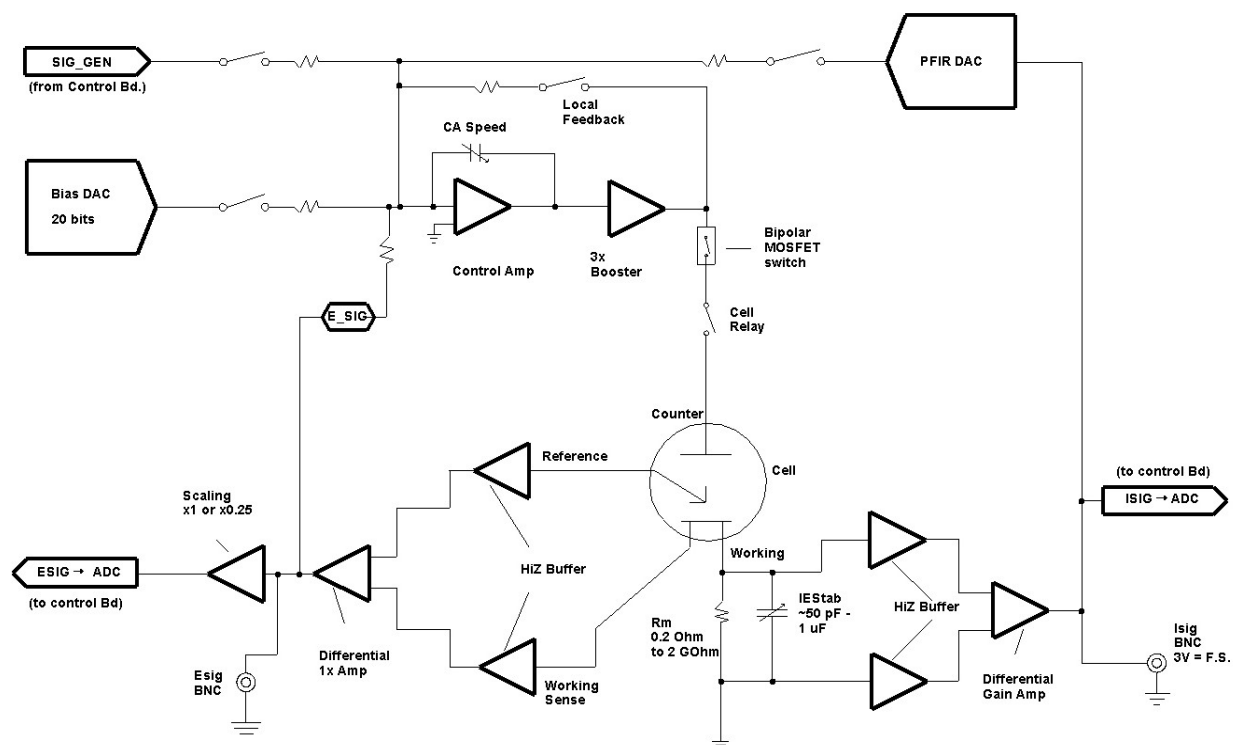 SIG_GEN
(from Control Bd.)
PFIR DAC
Local
Feedback
CA Speed
Bias DAC
20 bits
Control Amp
3x
Booster
Bipolar
MOSFET
switch
E_SIG
Cell
Relay
Counter
Reference
Cell
(to control Bd)
ISIG → ADC
Scaling
x1 or x0.25
ESIG → ADC
(to control Bd)
HiZ Buffer
Working
IEStab
~50 pF -
1 uF
Rm
0.2 Ohm
to 2 GOhm
HiZ Buffer
Esig
BNC
Differential
1x Amp
Working
Sense
Differential
Gain Amp
Isig
BNC
3V = F.S.